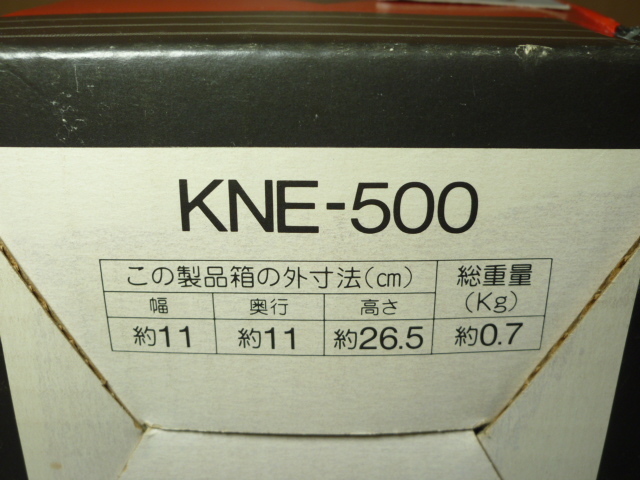 KNE-500
この製品箱の外寸法(cm) 総重量
(Kg)
幅 奥行 高さ
約11 約11 約26.5 約0.7